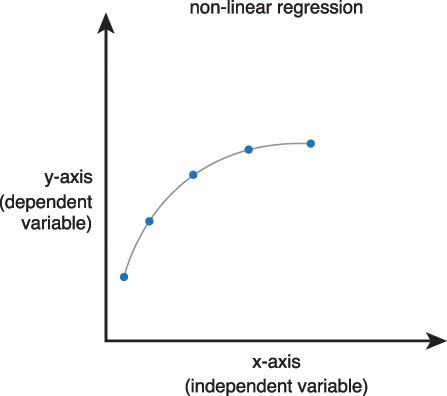 non-linear regression
y-axis
(dependent
variable)
x-axis
(independent variable)